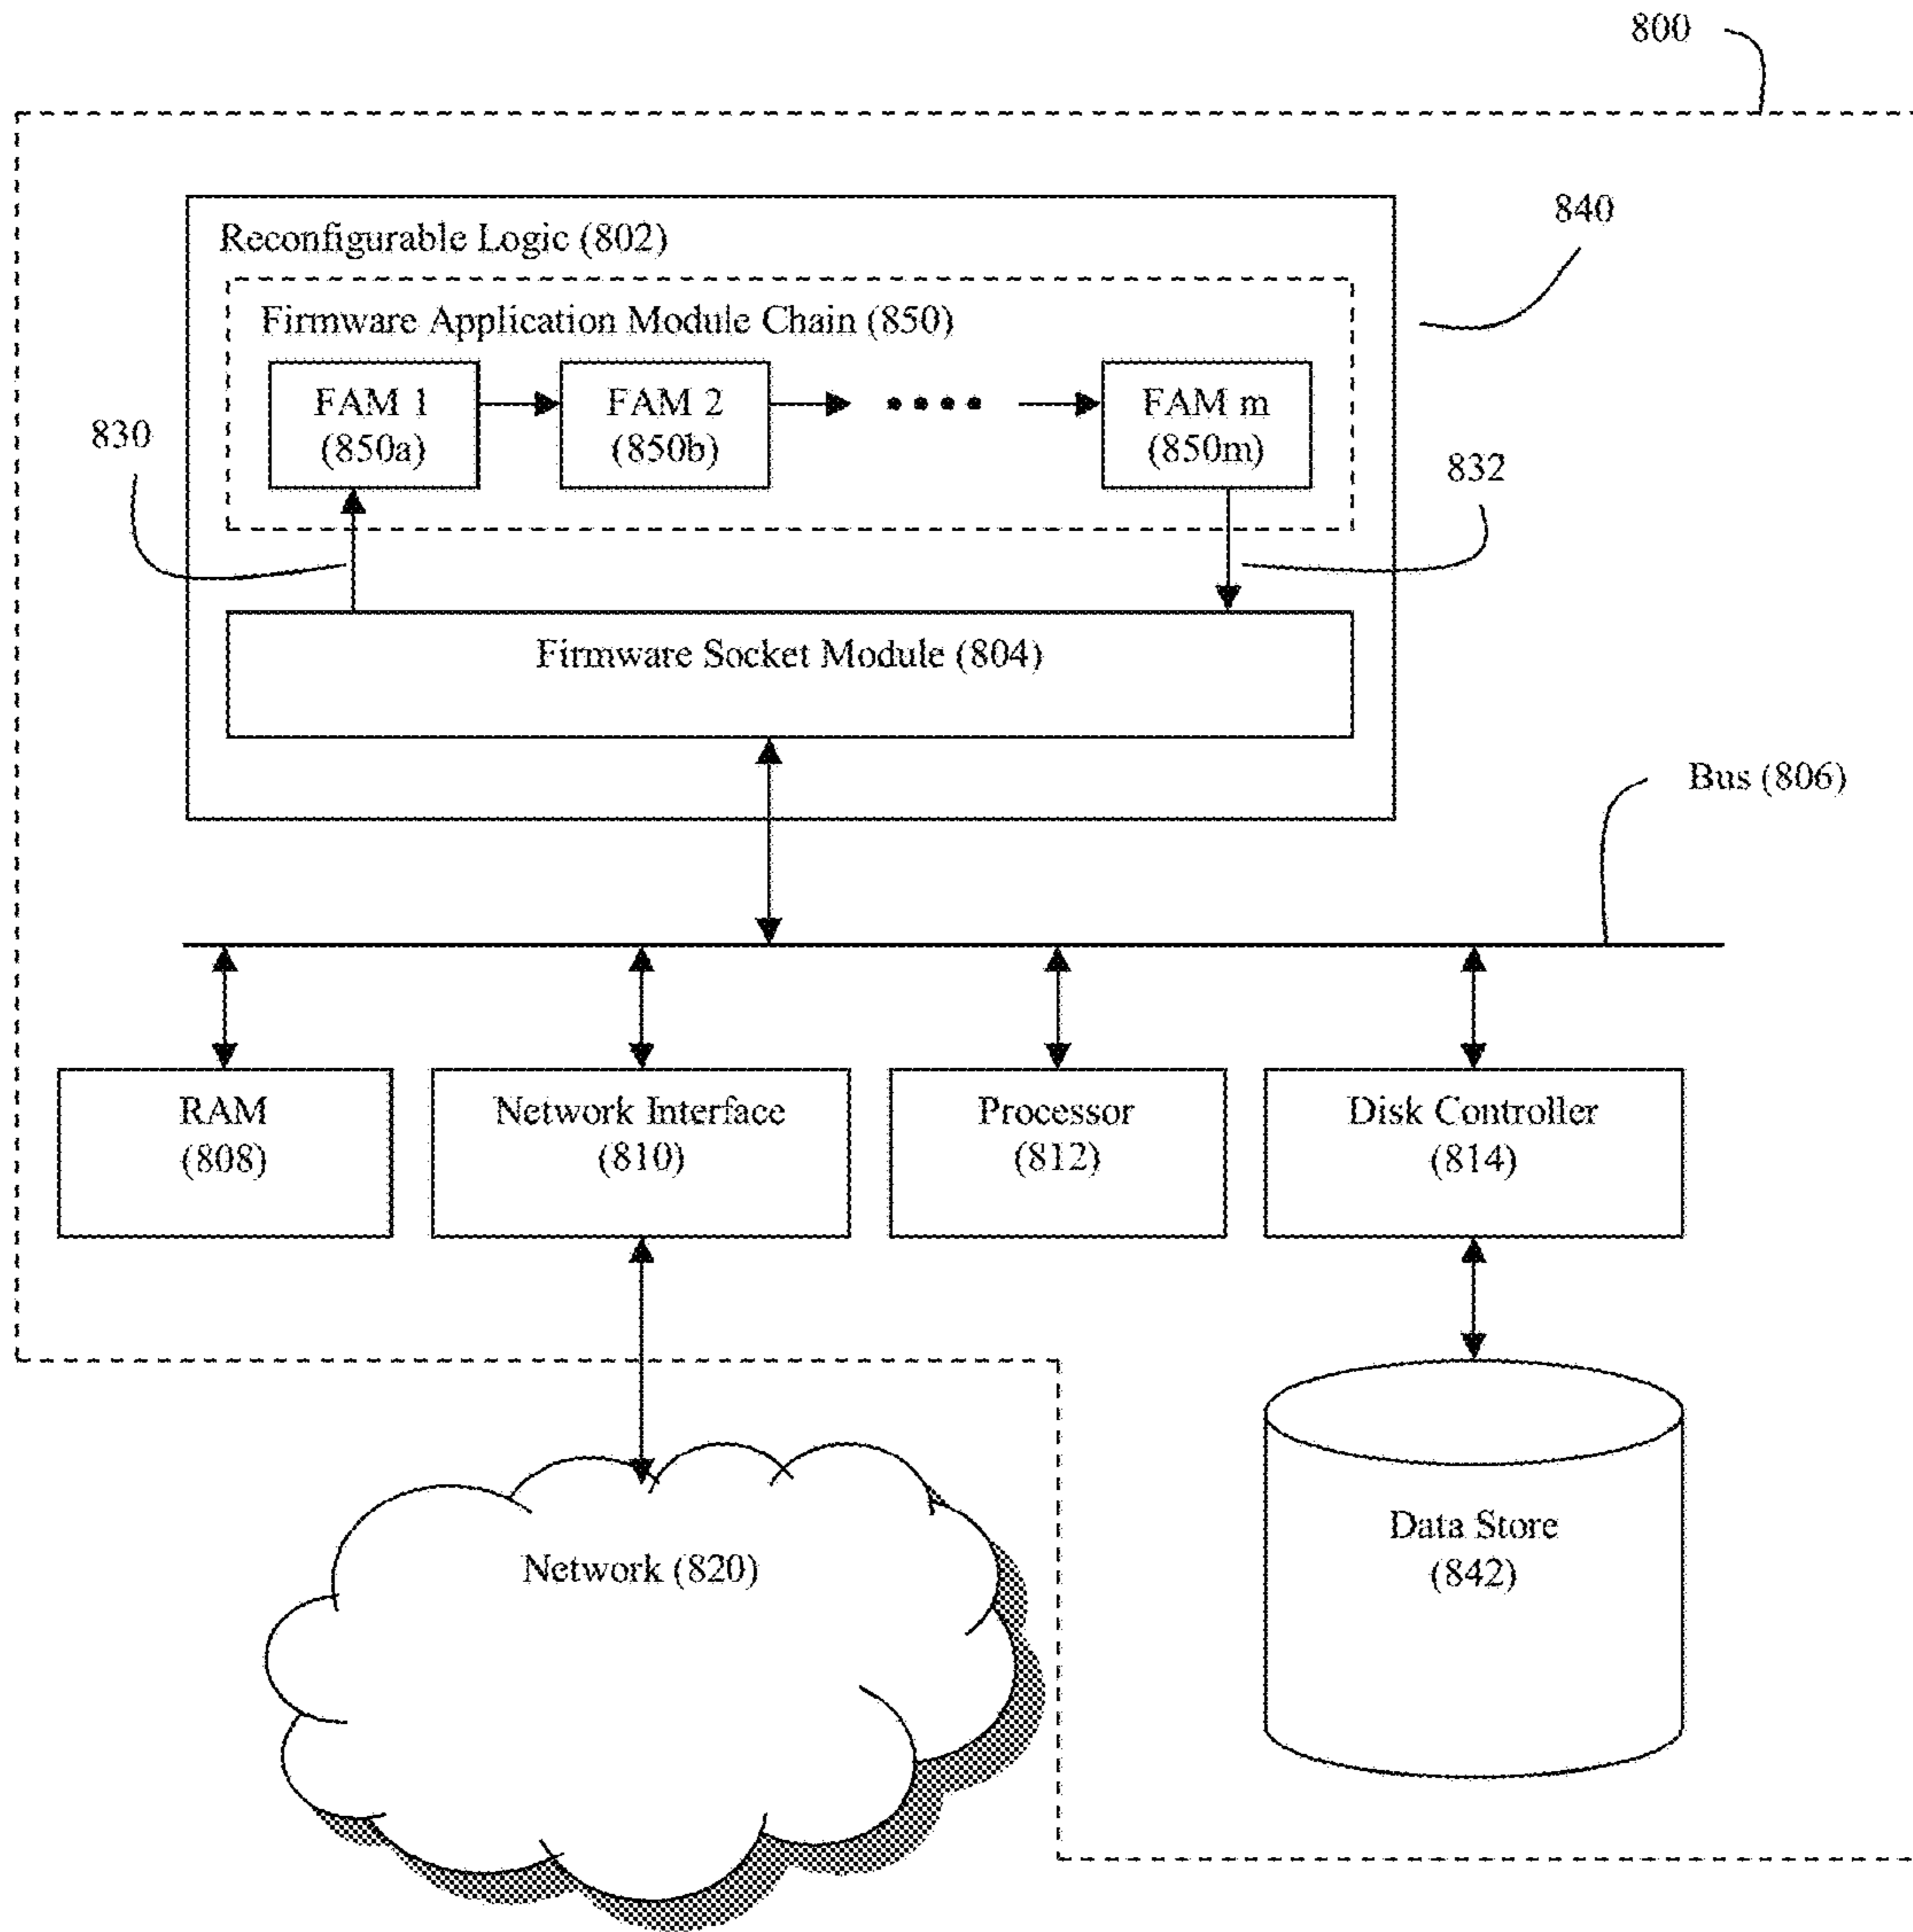 800
840
Reconfigurable Logic (802)
Firmware Application Module Chain (850)
FAM 1
(850a)
FAM 2
(850b)
FAM m
(850m)
830
832
Firmware Socket Module (804)
Bus (806)
RAM
(808)
Network Interface
(810)
Processor
(812)
Disk Controller
(814)
Network (820)
Data Store
(842)